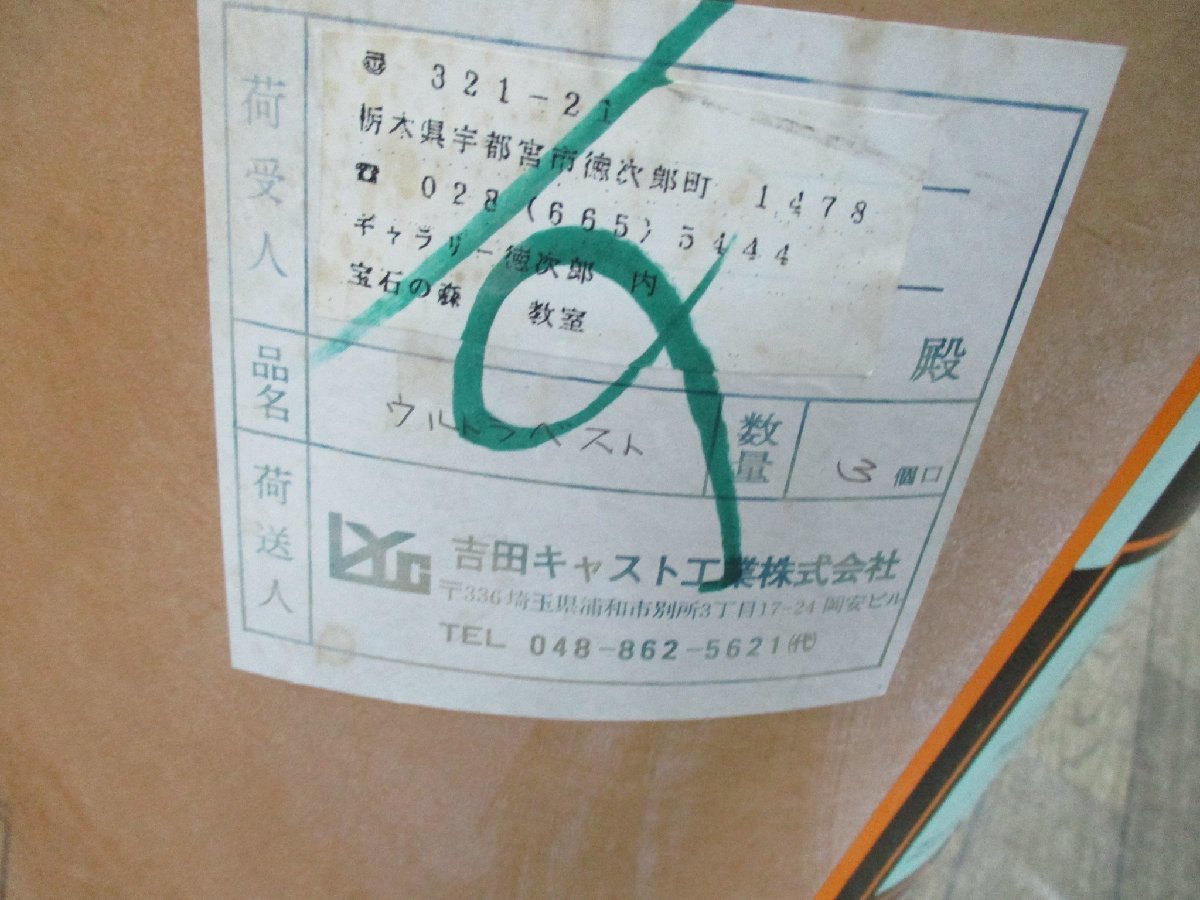 荷受人
〒 321-21
栃木県宇都宮市徳次郎町 1478
☎ 028(665)5444
ギャラリー徳次郎 内
宝石の森 教室
殿
品名
ウルトラベスト
数量
3 個口
荷送人
吉田キャスト工業株式会社
〒336埼玉県浦和市別所3丁目17-24 岡安ビル
TEL 048-862-5621(代)